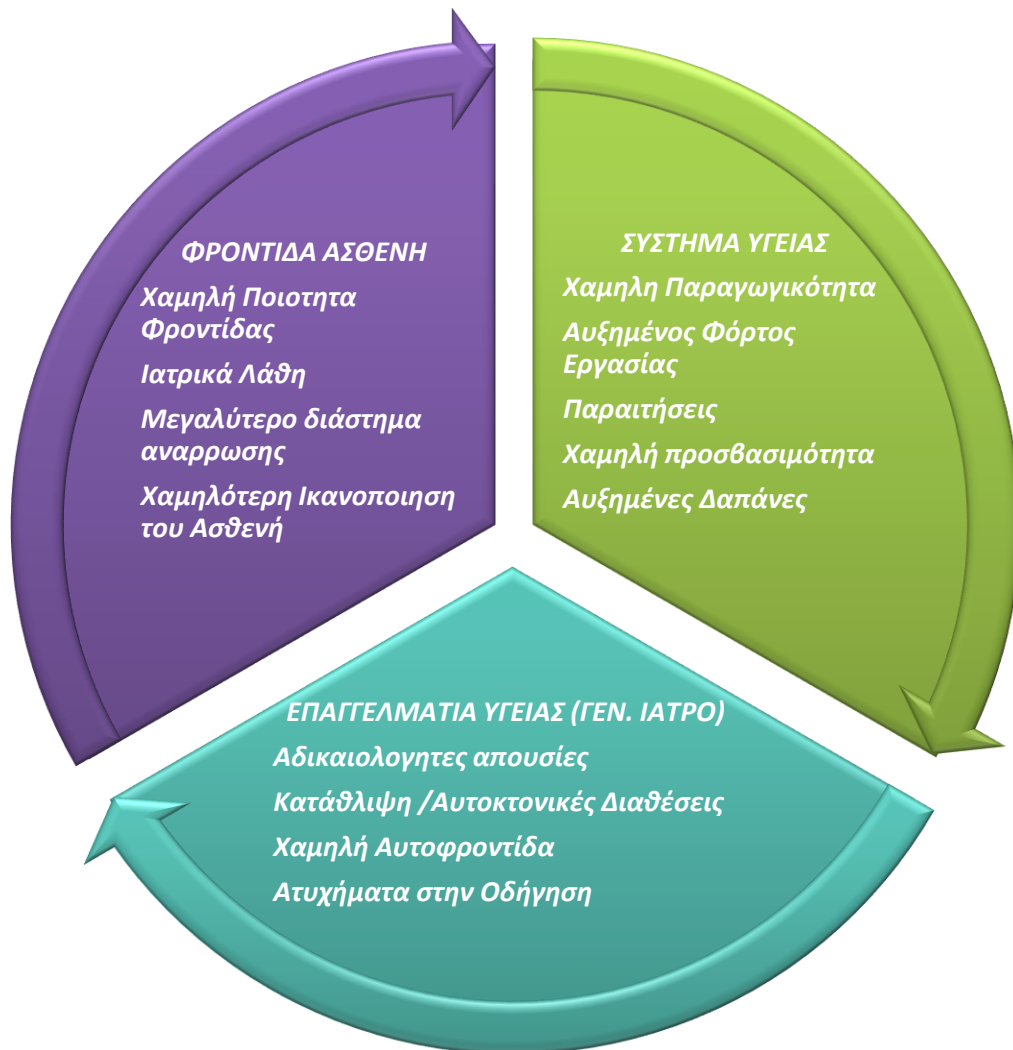 ΦΡΟΝΤΙΔΑ ΑΣΘΕΝΗ
Χαμηλή Ποιοτητα
Φροντίδας
Ιατρικά Λάθη
Μεγαλύτερο διάστημα
αναρρωσης
Χαμηλότερη Ικανοποιηση
του Ασθενή
ΣΥΣΤΗΜΑ ΥΓΕΙΑΣ
Χαμηλη Παραγωγικότητα
Αυξημένος Φόρτος
Εργασίας
Παραιτήσεις
Χαμηλή προσβασιμότητα
Αυξημένες Δαπάνες
ΕΠΑΓΓΕΛΜΑΤΙΑ ΥΓΕΙΑΣ (ΓΕΝ. ΙΑΤΡΟ)
Αδικαιολογητες απουσίες
Κατάθλιψη /Αυτοκτονικές Διαθέσεις
Χαμηλή Αυτοφροντίδα
Ατυχήματα στην Οδήγηση